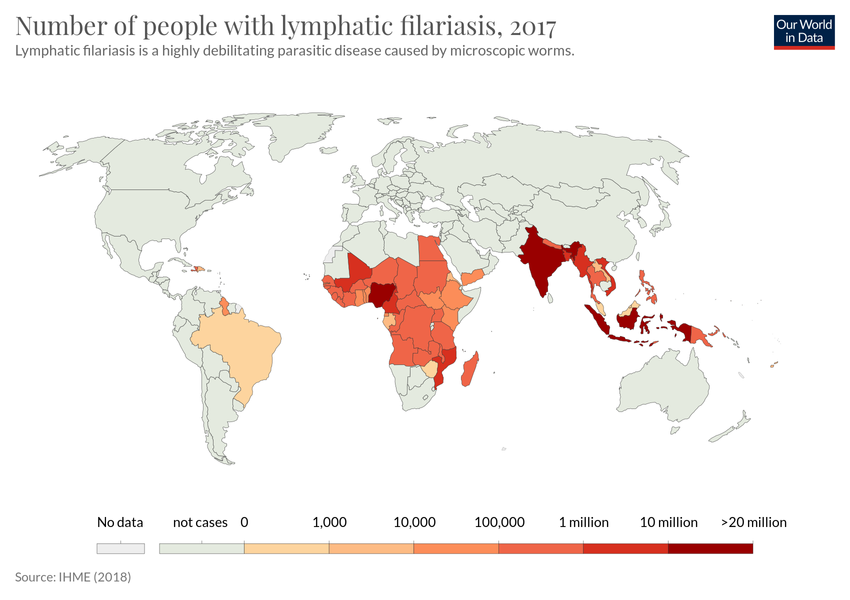 Number of people with lymphatic filariasis, 2017
Our World
in Data
Lymphatic filariasis is a highly debilitating parasitic disease caused by microscopic worms.
No data not cases 0 1,000 10,000 100,000 1 million 10 million >20 million
Source: IHME (2018)